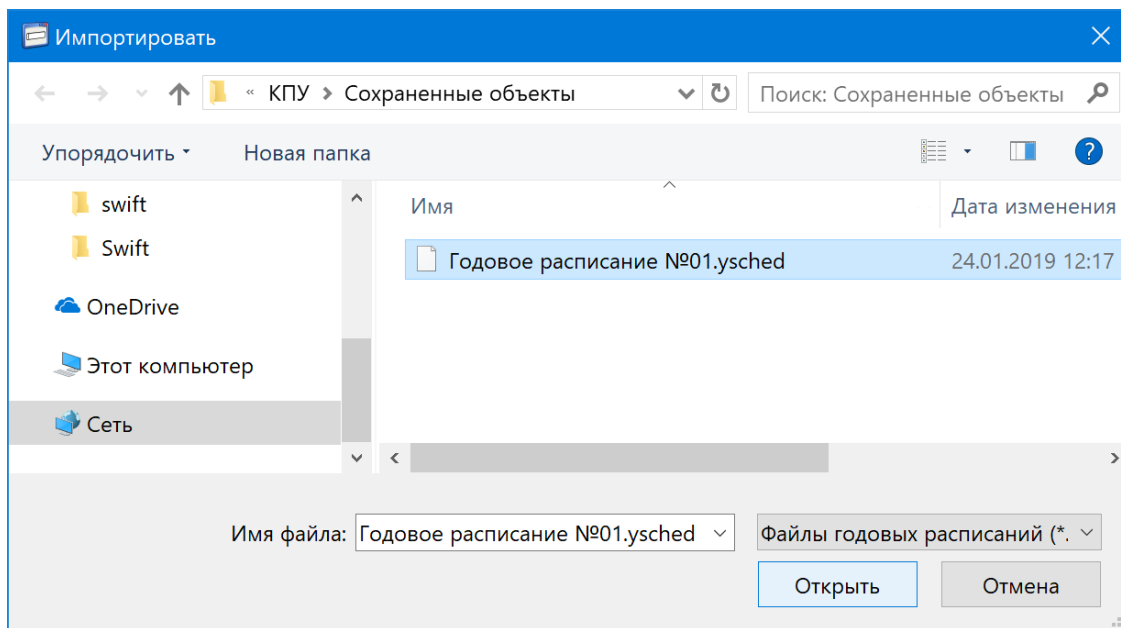 Импортировать
« КПУ > Сохраненные объекты
Поиск: Сохраненные объекты
Упорядочить Новая папка
?
swift
Swift
OneDrive
Этот компьютер
Сеть
Имя Дата изменения
Годовое расписание №01.ysched 24.01.2019 12:17
Имя файла: Годовое расписание №01.ysched Файлы годовых расписаний (*.
Открыть Отмена